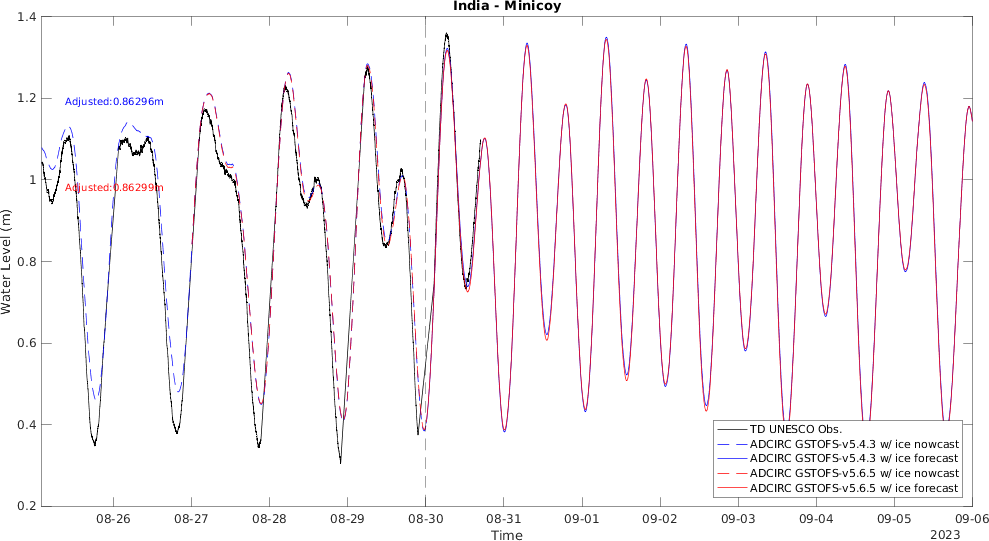 India - Minicoy
1.4
1.2
1
0.8
0.6
0.4
0.2
Water Level (m)
Adjusted:0.86296m
Adjusted:0.86299m
TD UNESCO Obs.
ADCIRC GSTOFS-v5.4.3 w/ ice nowcast
ADCIRC GSTOFS-v5.4.3 w/ ice forecast
ADCIRC GSTOFS-v5.6.5 w/ ice nowcast
ADCIRC GSTOFS-v5.6.5 w/ ice forecast
08-26 08-27 08-28 08-29 08-30 08-31 09-01 09-02 09-03 09-04 09-05 09-06
Time
2023